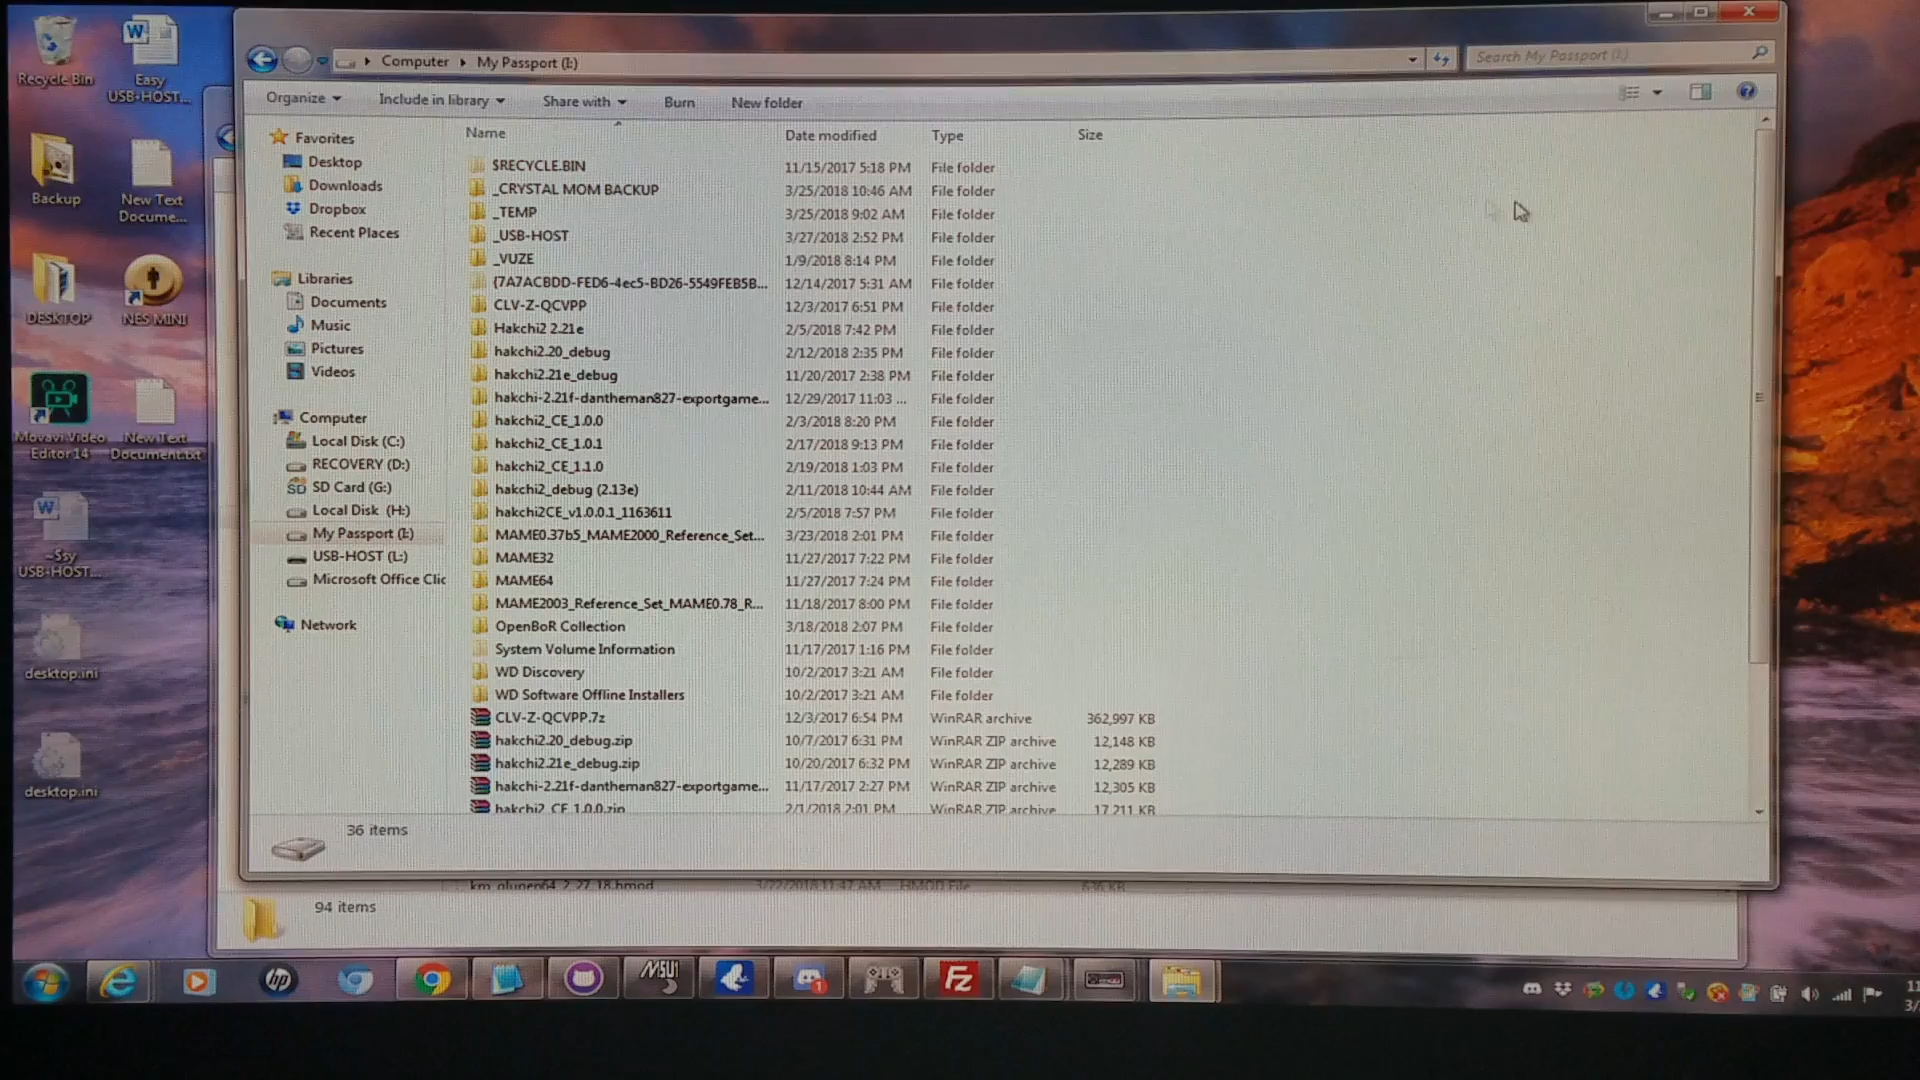 Recycle Bin
Easy
USB-HOST...
Backup
New Text
Docume...
DESKTOP
NES MINI
Movavi Video
Editor 14
New Text
Document.txt
USB-HOST...
desktop.ini
desktop.ini
Computer
My Passport (I:)
Search My Passport (I:)
Organize
Include in library
Share with
Burn
New folder
Favorites
Desktop
Downloads
Dropbox
Recent Places
Libraries
Documents
Music
Pictures
Videos
Computer
Local Disk (C:)
RECOVERY (D:)
SD Card (G:)
Local Disk (H:)
My Passport (I:)
USB-HOST (L:)
Microsoft Office Clic
Network
Name Date modified Type Size
$RECYCLE.BIN 11/15/2017 5:18 PM File folder
_CRYSTAL MOM BACKUP 3/25/2018 10:46 AM File folder
_TEMP 3/25/2018 9:02 AM File folder
_USB-HOST 3/27/2018 2:52 PM File folder
_VUZE 1/9/2018 8:14 PM File folder
{7A7ACBDD-FED6-4ec5-BD26-5549FEB5B... 12/14/2017 5:31 AM File folder
CLV-Z-QCVPP 12/3/2017 6:51 PM File folder
Hakchi2 2.21e 2/5/2018 7:42 PM File folder
hakchi2.20_debug 2/12/2018 2:35 PM File folder
hakchi2.21e_debug 11/20/2017 2:38 PM File folder
hakchi-2.21f-dantheman827-exportgame... 12/29/2017 11:03 ... File folder
hakchi2_CE_1.0.0 2/3/2018 8:20 PM File folder
hakchi2_CE_1.0.1 2/17/2018 9:13 PM File folder
hakchi2_CE_1.1.0 2/19/2018 1:03 PM File folder
hakchi2_debug (2.13e) 2/11/2018 10:44 AM File folder
hakchi2CE_v1.0.0.1_1163611 2/5/2018 7:57 PM File folder
MAME0.37b5_MAME2000_Reference_Set... 3/23/2018 2:01 PM File folder
MAME32 11/27/2017 7:22 PM File folder
MAME64 11/27/2017 7:24 PM File folder
MAME2003_Reference_Set_MAME0.78_R... 11/18/2017 8:00 PM File folder
OpenBoR Collection 3/18/2018 2:07 PM File folder
System Volume Information 11/17/2017 1:16 PM File folder
WD Discovery 10/2/2017 3:21 AM File folder
WD Software Offline Installers 10/2/2017 3:21 AM File folder
CLV-Z-QCVPP.7z 12/3/2017 6:54 PM WinRAR archive 362,997 KB
hakchi2.20_debug.zip 10/7/2017 6:31 PM WinRAR ZIP archive 12,148 KB
hakchi2.21e_debug.zip 10/20/2017 6:32 PM WinRAR ZIP archive 12,289 KB
hakchi-2.21f-dantheman827-exportgame... 11/17/2017 2:27 PM WinRAR ZIP archive 12,305 KB
hakchi2_CE_1.0.0.zip 2/1/2018 2:01 PM WinRAR ZIP archive 17,211 KB
36 items
3/22/2018 11:47 AM HMOD File 636 KB
94 items
hp
MSU1
1
Fz